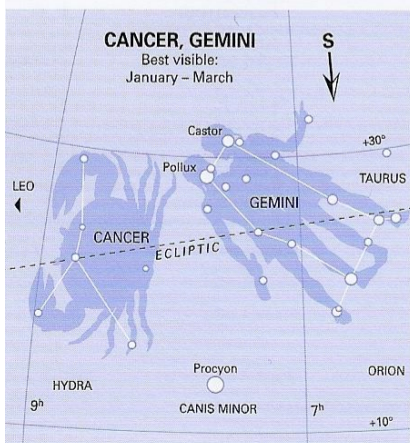 CANCER, GEMINI
Best visible:
January – March
S
Castor
+30°
Pollux
TAURUS
LEO
GEMINI
CANCER
ECLIPTIC
Procyon
ORION
HYDRA
CANIS MINOR
9h
7h
+10°